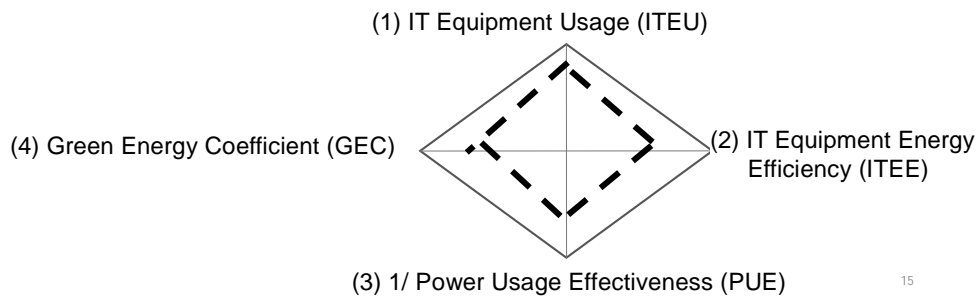 (1) IT Equipment Usage (ITEU)
(4) Green Energy Coefficient (GEC)
(2) IT Equipment Energy
Efficiency (ITEE)
(3) 1/ Power Usage Effectiveness (PUE)
15